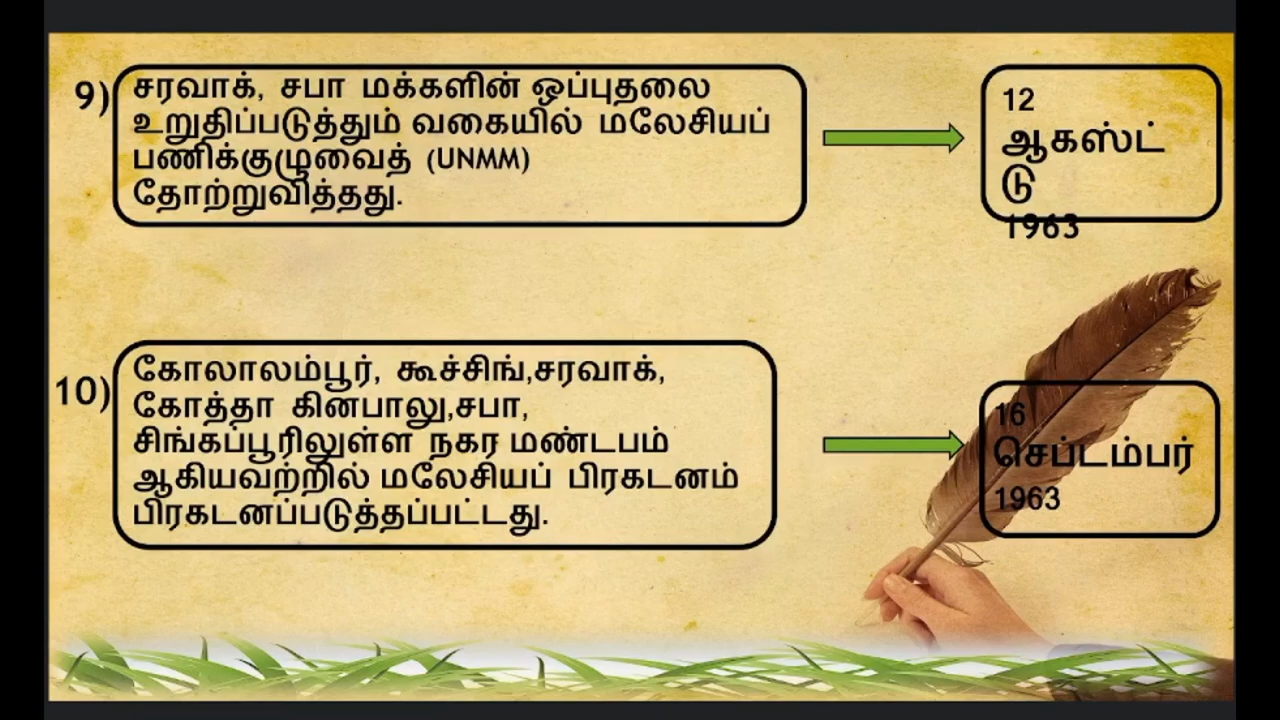 9)
சரவாக், சபா மக்களின் ஒப்புதலை
உறுதிப்படுத்தும் வகையில் மலேசியப்
பணிக்குழுவைத் (UNMM)
தோற்றுவித்தது.
12
ஆகஸ்ட்
டு
1963
10)
கோலாலம்பூர், கூச்சிங்,சரவாக்,
கோத்தா கினபாலு,சபா,
சிங்கப்பூரிலுள்ள நகர மண்டபம்
ஆகியவற்றில் மலேசியப் பிரகடனம்
பிரகடனப்படுத்தப்பட்டது.
16
செப்டம்பர்
1963